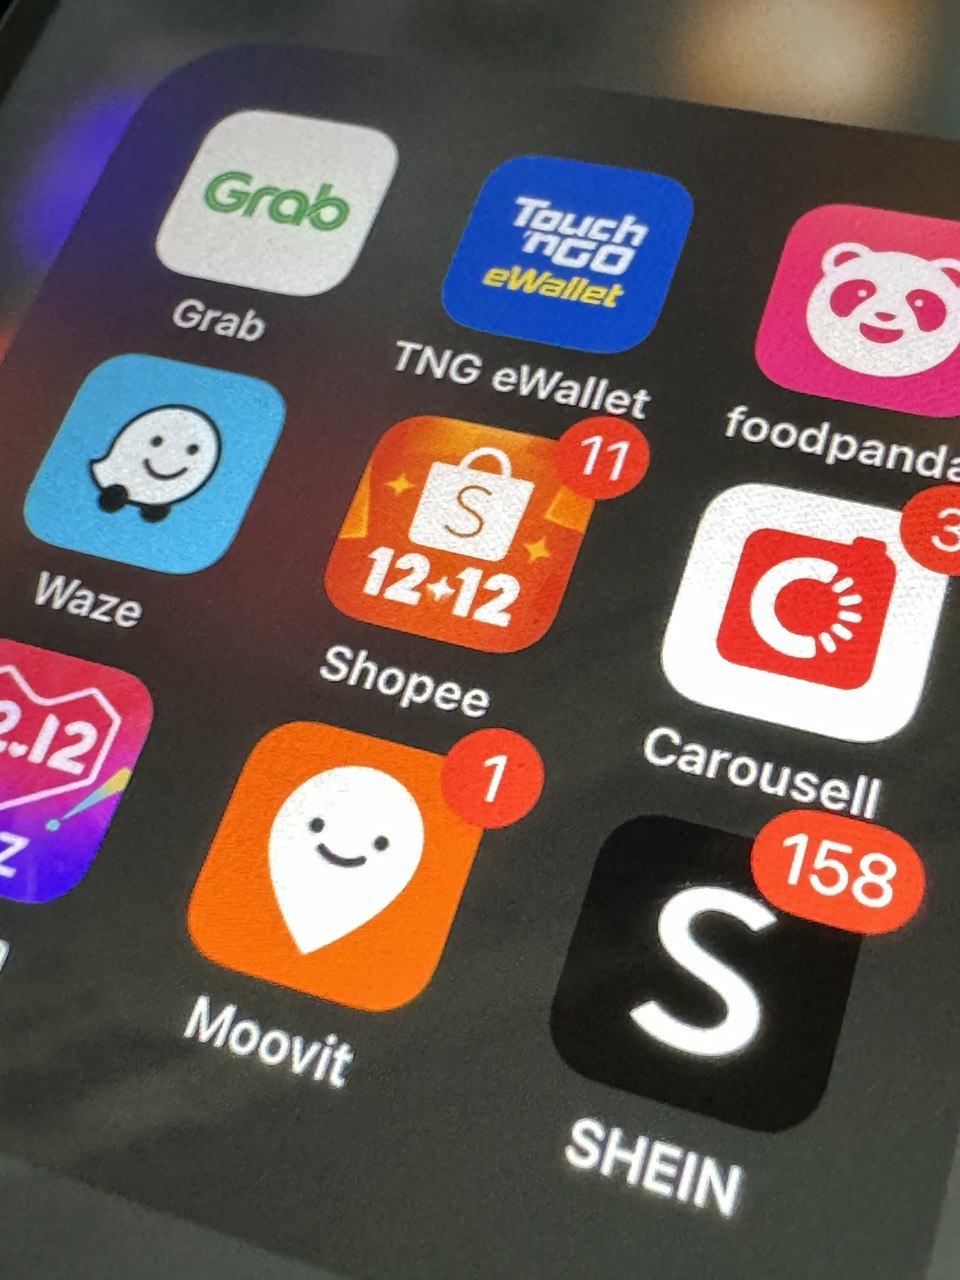 Grab
Grab
Touch
'nGO
eWallet
TNG eWallet
foodpanda
Waze
11
S
12✦12
Shopee
3
C
Carousell
2.12
z
1
Moovit
158
S
SHEIN